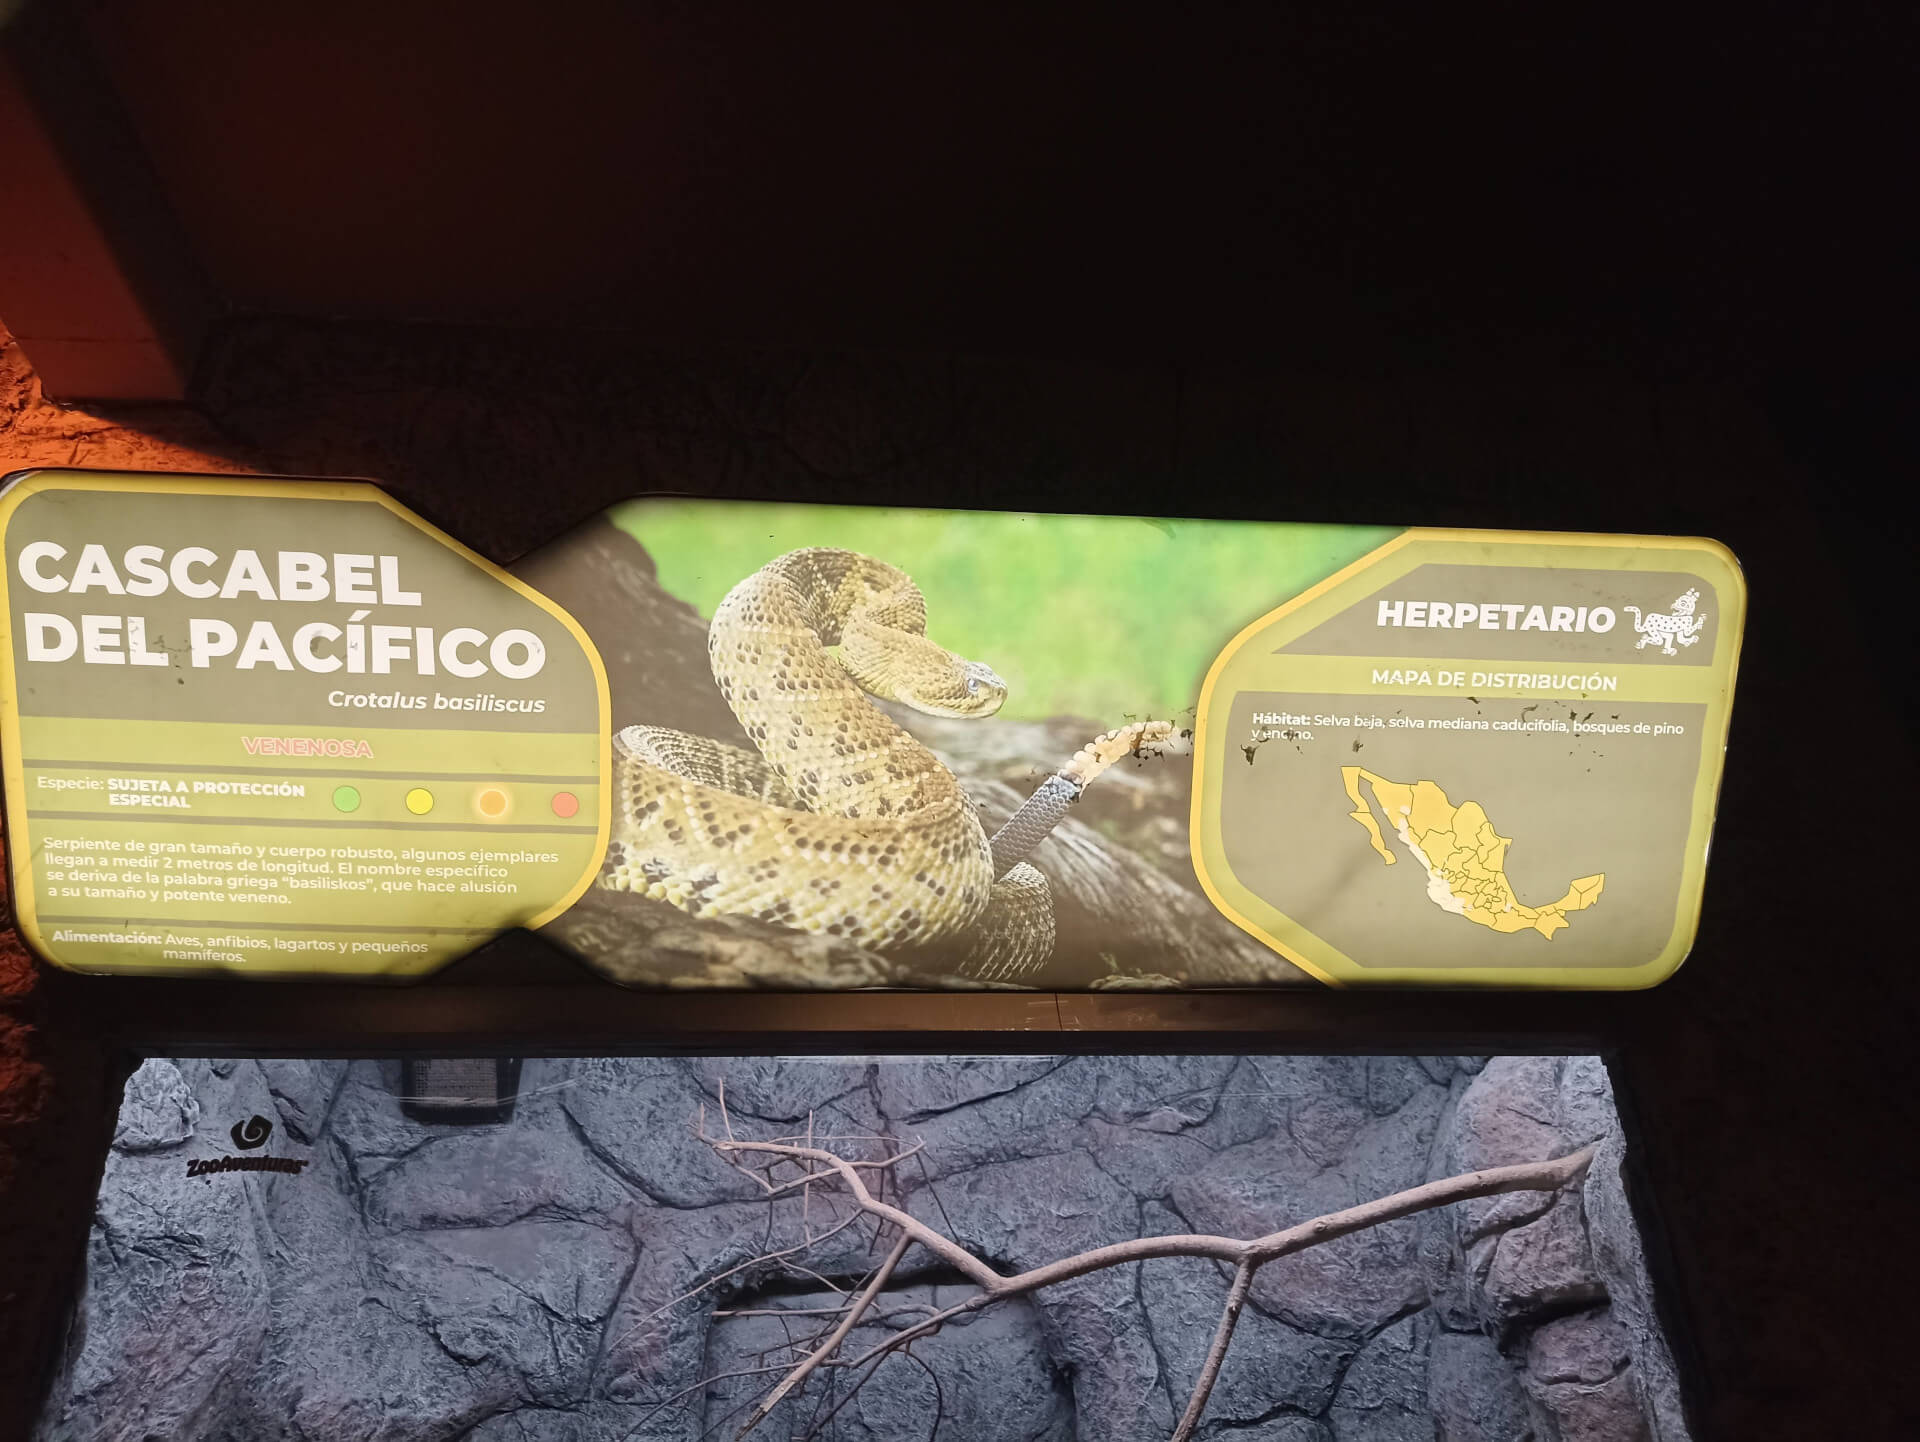 CASCABEL
DEL PACÍFICO
Crotalus basiliscus
VENENOSA
Especie: SUJETA A PROTECCIÓN
ESPECIAL
Serpiente de gran tamaño y cuerpo robusto, algunos ejemplares
llegan a medir 2 metros de longitud. El nombre específico
se deriva de la palabra griega “basiliskos”, que hace alusión
a su tamaño y potente veneno.
Alimentación: Aves, anfibios, lagartos y pequeños
mamíferos.
HERPETARIO
MAPA DE DISTRIBUCIÓN
Hábitat: Selva baja, selva mediana caducifolia, bosques de pino
y encino.
ZooAventuras